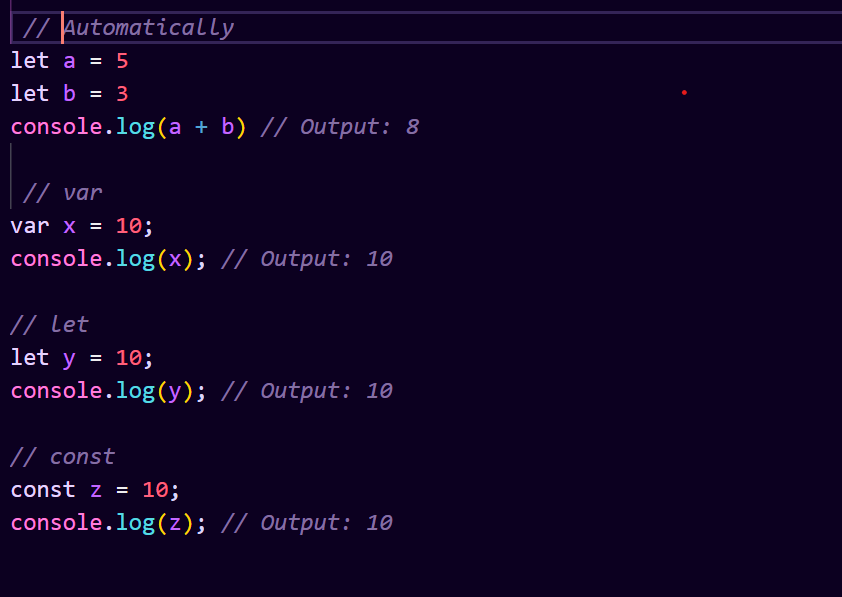 // Automatically
let a = 5
let b = 3
console.log(a + b) // Output: 8
// var
var x = 10;
console.log(x); // Output: 10
// let
let y = 10;
console.log(y); // Output: 10
// const
const z = 10;
console.log(z); // Output: 10